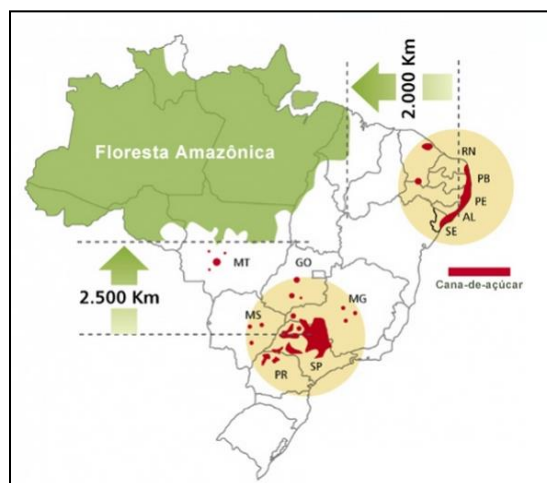 2.000 Km
Floresta Amazônica
RN
PB
PE
AL
SE
MT
GO
2.500 Km
Cana-de-açúcar
MS
MG
PR
SP